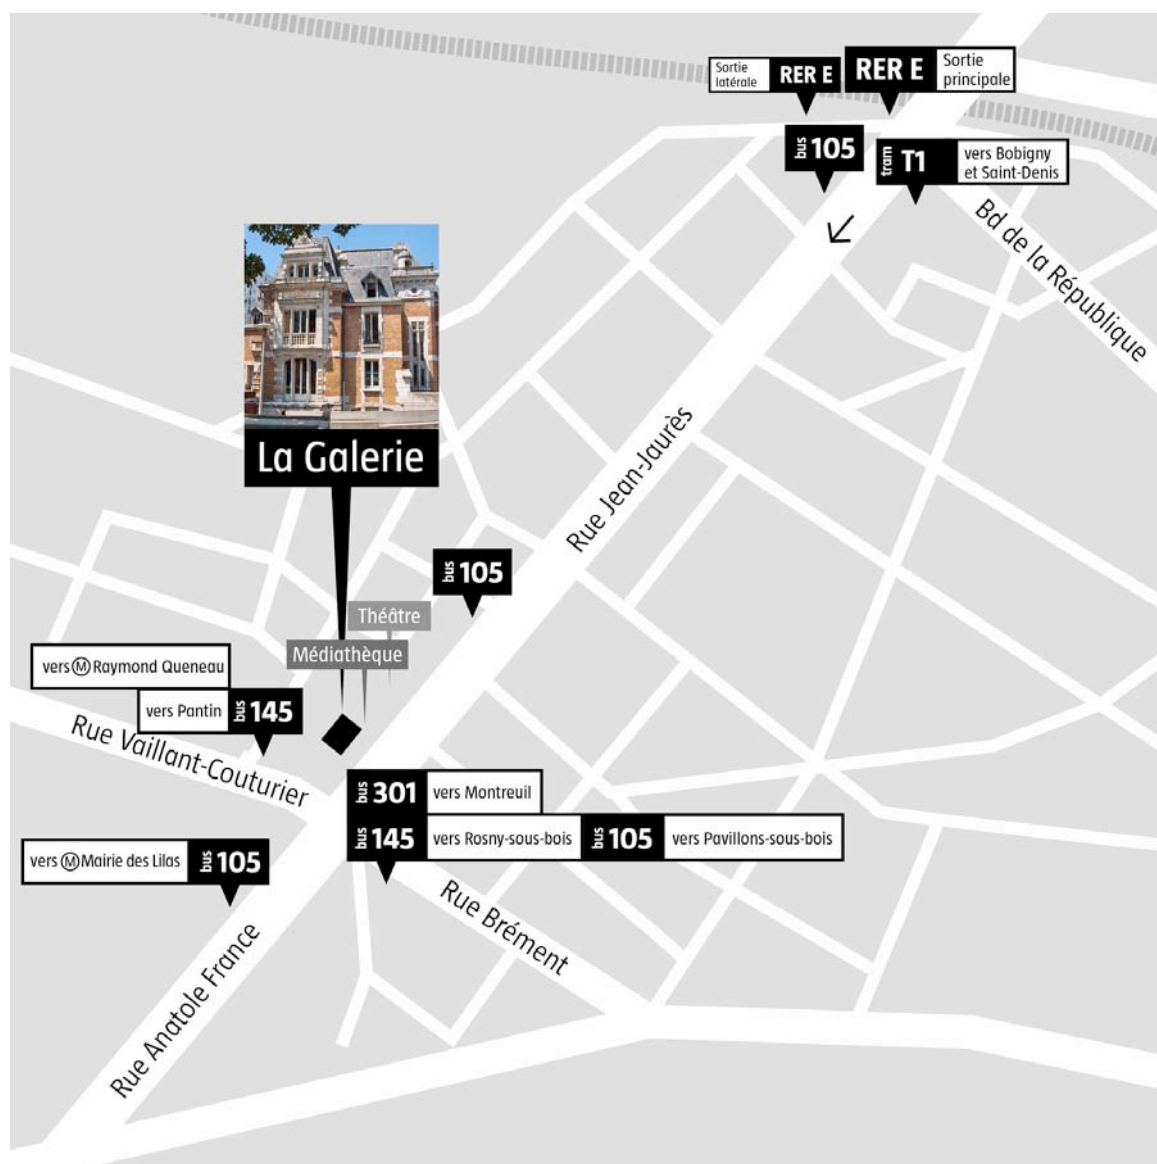 Sortie
latérale
RER E
RER E
Sortie
principale
bus 105
tram T1
vers Bobigny
et Saint-Denis
Bd de la République
La Galerie
Rue Jean-Jaurès
bus 105
Théâtre
Médiathèque
vers M Raymond Queneau
vers Pantin
bus 145
Rue Vaillant-Couturier
bus 301
vers Montreuil
bus 145
vers Rosny-sous-bois
bus 105
vers Pavillons-sous-bois
vers M Mairie des Lilas
bus 105
Rue Brément
Rue Anatole France